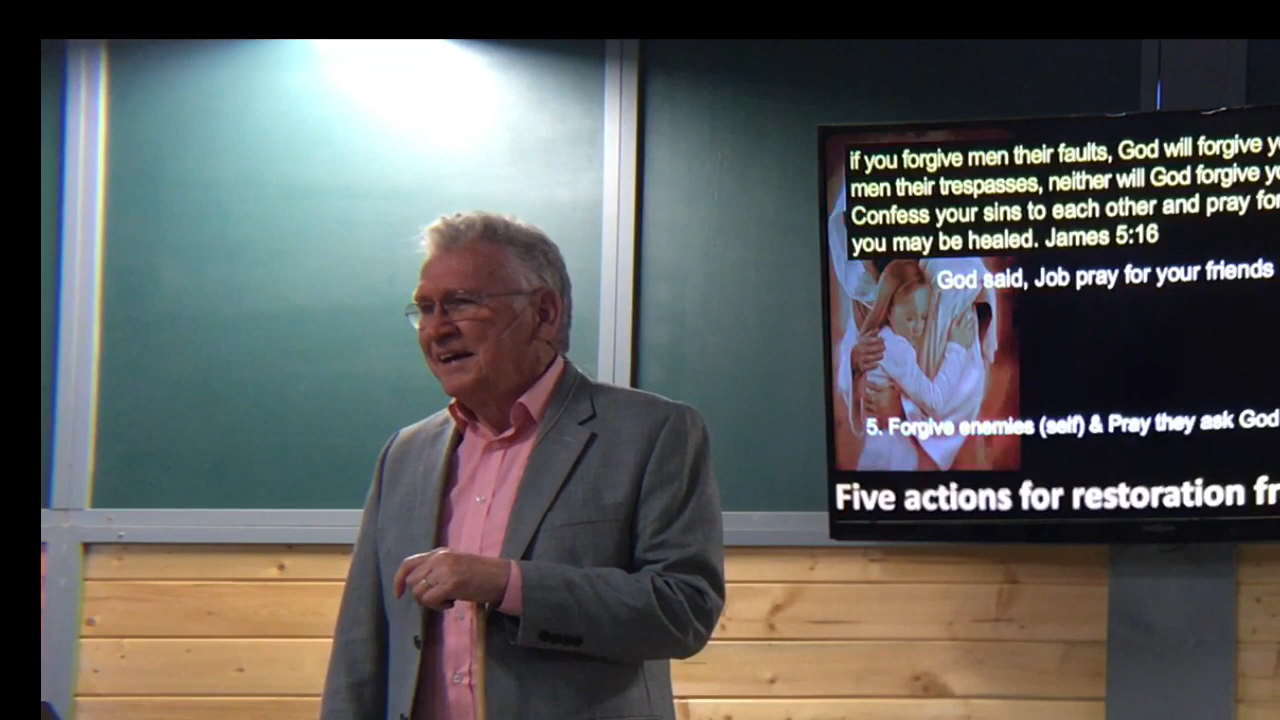 if you forgive men their faults, God will forgive
men their trespasses, neither will God forgive
Confess your sins to each other and pray for
you may be healed. James 5:16
God said, Job pray for your friends
5. Forgive enemies (self) & Pray they ask God
Five actions for restoration